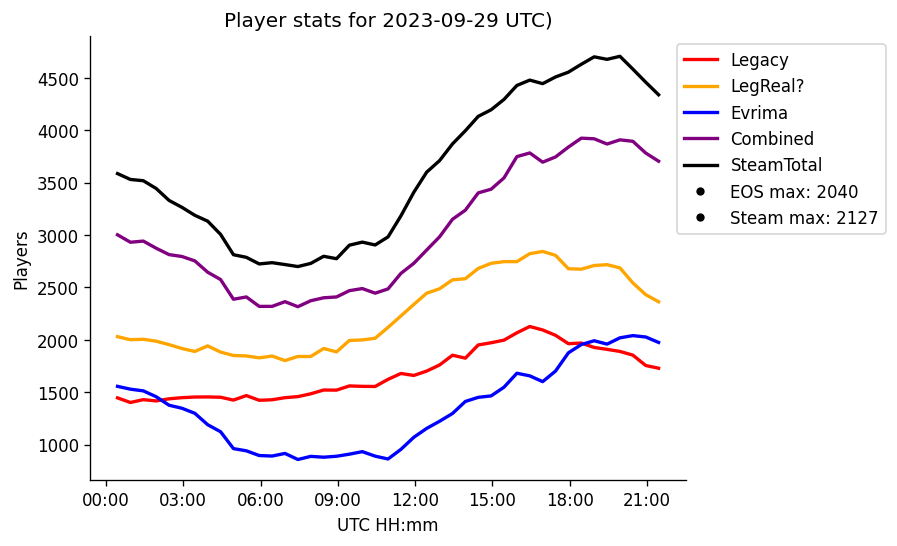 Player stats for 2023-09-29 UTC)
Legacy
LegReal?
Evrima
Combined
SteamTotal
EOS max: 2040
Steam max: 2127
Players
4500
4000
3500
3000
2500
2000
1500
1000
00:00 03:00 06:00 09:00 12:00 15:00 18:00 21:00
UTC HH:mm